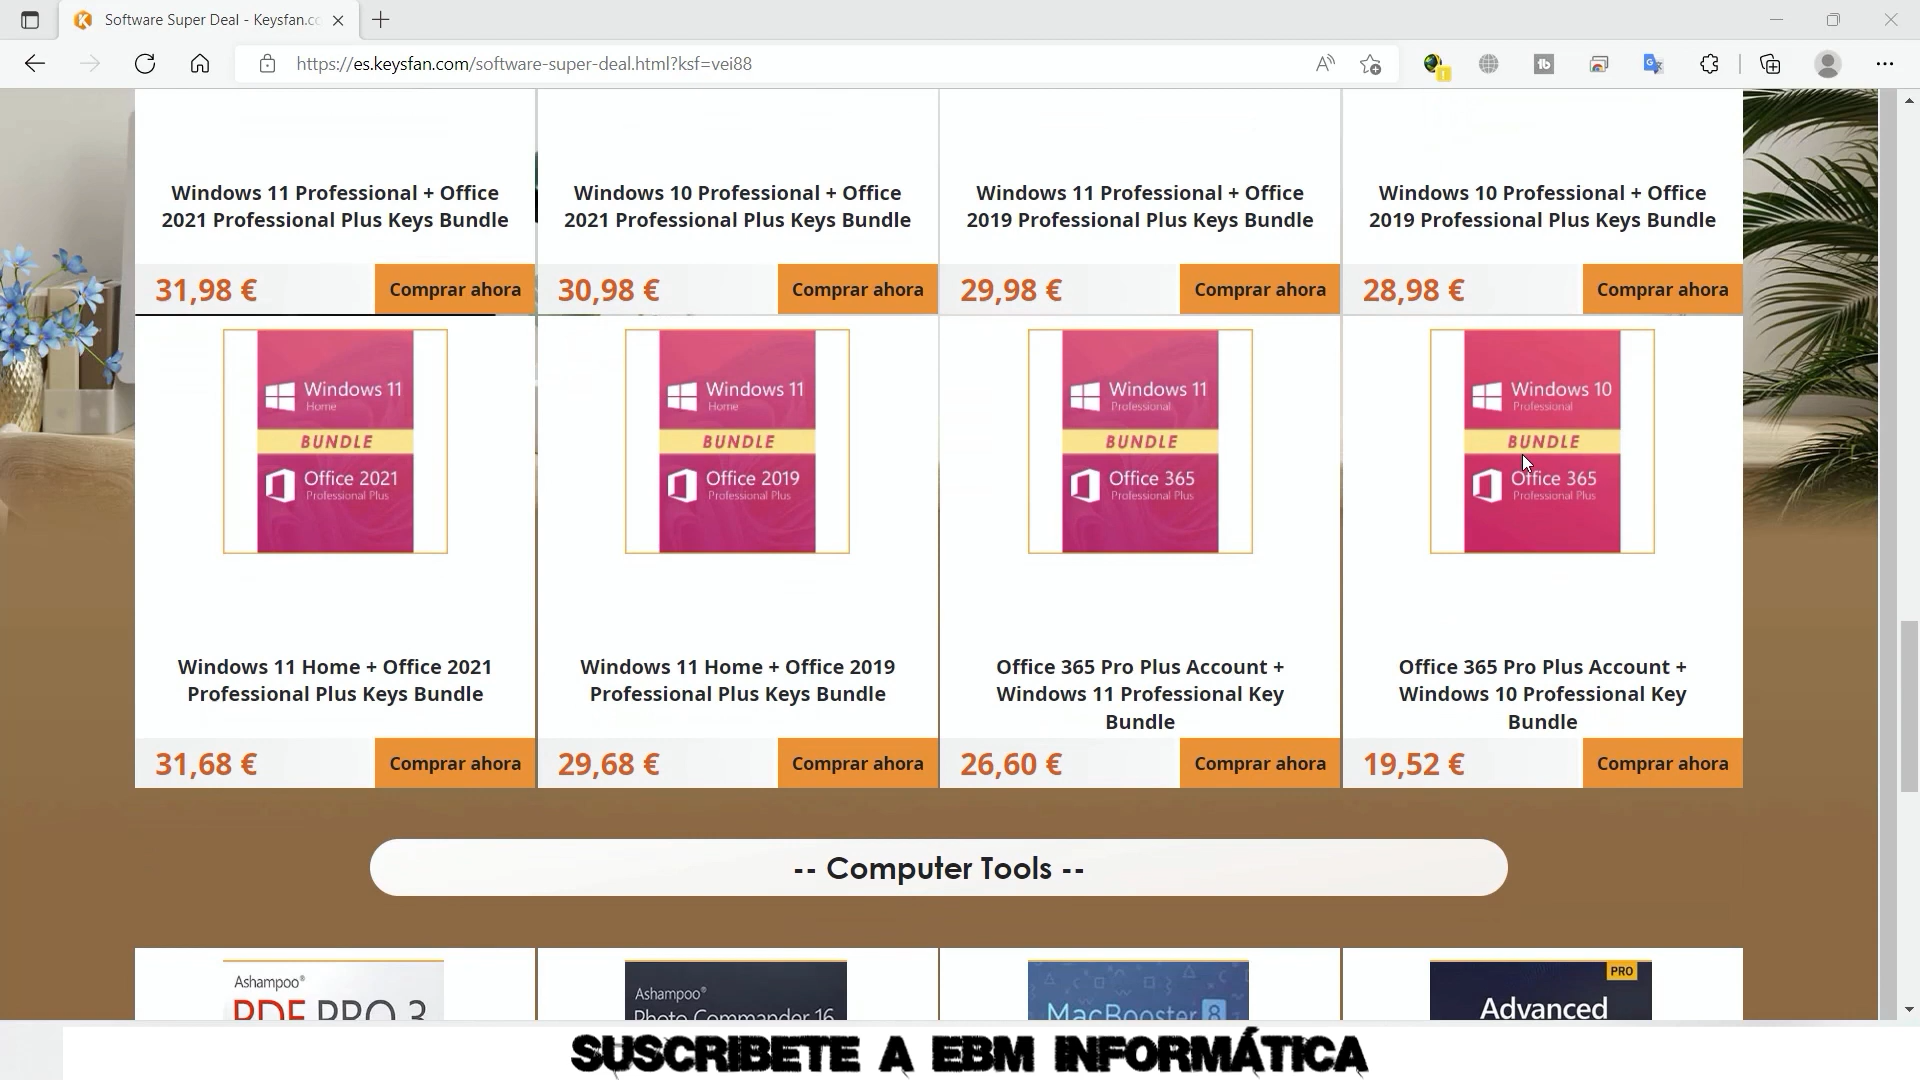 Software Super Deal - Keysfan.co
https://es.keysfan.com/software-super-deal.html?ksf=vei88
Windows 11 Professional + Office
2021 Professional Plus Keys Bundle
31,98 €
Comprar ahora
Windows 10 Professional + Office
2021 Professional Plus Keys Bundle
30,98 €
Comprar ahora
Windows 11 Professional + Office
2019 Professional Plus Keys Bundle
29,98 €
Comprar ahora
Windows 10 Professional + Office
2019 Professional Plus Keys Bundle
28,98 €
Comprar ahora
Windows 11
Home
BUNDLE
Office 2021
Professional Plus
Windows 11 Home + Office 2021
Professional Plus Keys Bundle
31,68 €
Comprar ahora
Windows 11
Home
BUNDLE
Office 2019
Professional Plus
Windows 11 Home + Office 2019
Professional Plus Keys Bundle
29,68 €
Comprar ahora
Windows 11
Professional
BUNDLE
Office 365
Professional Plus
Office 365 Pro Plus Account +
Windows 11 Professional Key
Bundle
26,60 €
Comprar ahora
Windows 10
Professional
BUNDLE
Office 365
Professional Plus
Office 365 Pro Plus Account +
Windows 10 Professional Key
Bundle
19,52 €
Comprar ahora
-- Computer Tools --
Ashampoo®
PDF PRO 3
Ashampoo®
Photo Commander 16
MacBooster 8
PRO
Advanced
SUSCRIBETE A EBM INFORMÁTICA